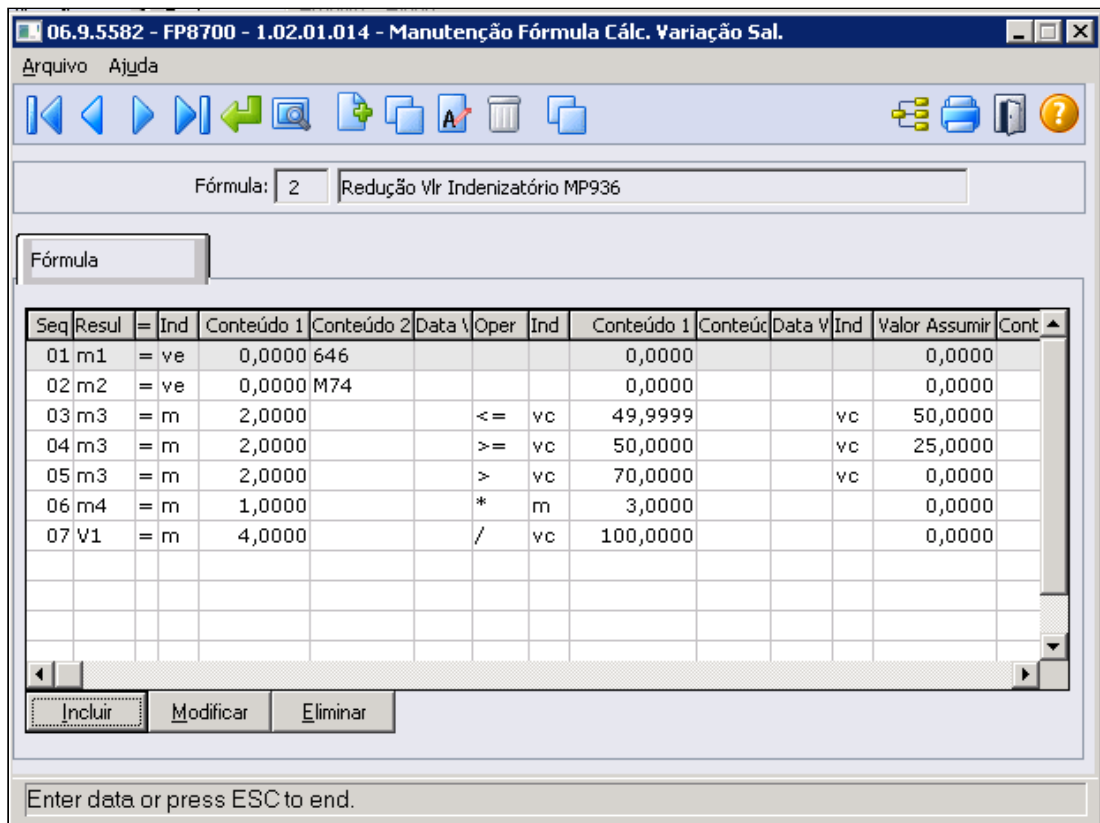 06.9.5582 - FP8700 - 1.02.01.014 - Manutenção Fórmula Cálc. Variação Sal.
Arquivo Ajuda
Fórmula: 2 Redução Vlr Indenizatório MP936
Fórmula
Seq Resul = Ind Conteúdo 1 Conteúdo 2 Data V Oper Ind Conteúdo 1 Conteúc Data V Ind Valor Assumir Cont
01 m1 = ve 0,0000 646 0,0000 0,0000
02 m2 = ve 0,0000 M74 0,0000 0,0000
03 m3 = m 2,0000 <= vc 49,9999 vc 50,0000
04 m3 = m 2,0000 >= vc 50,0000 vc 25,0000
05 m3 = m 2,0000 > vc 70,0000 vc 0,0000
06 m4 = m 1,0000 * m 3,0000 0,0000
07 V1 = m 4,0000 / vc 100,0000 0,0000
Incluir Modificar Eliminar
Enter data or press ESC to end.